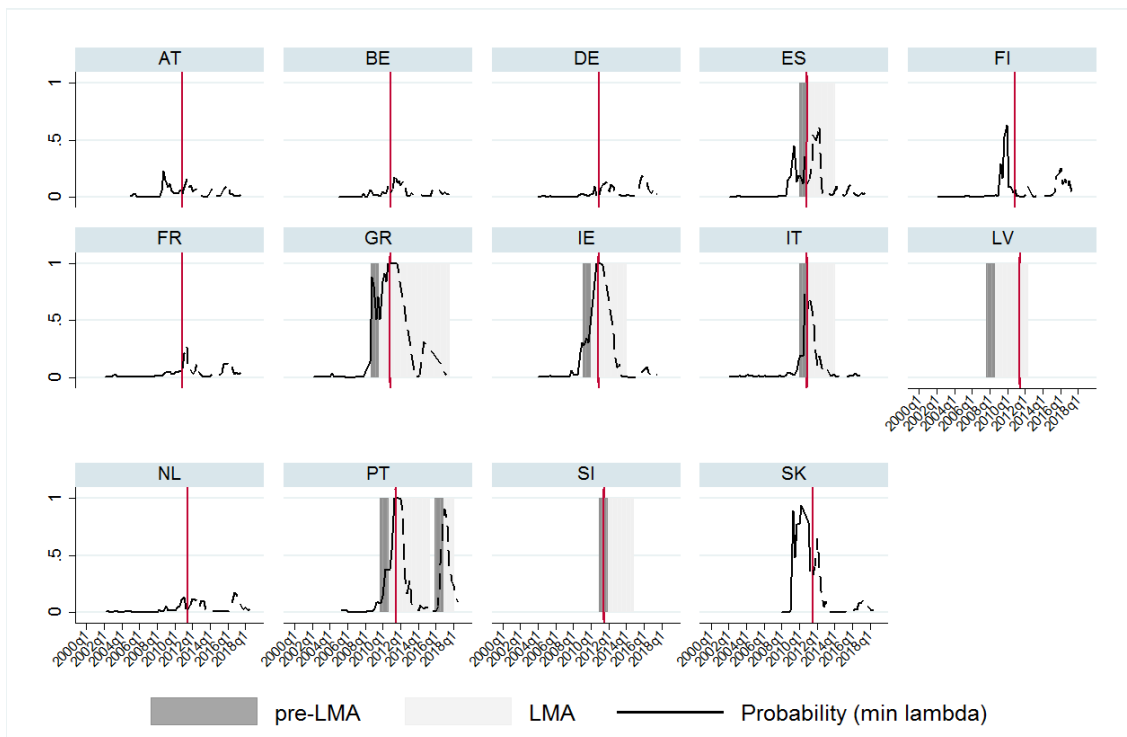 AT BE DE ES FI
1
.5
0
FR GR IE IT LV
1
.5
0
2000q1 2002q1 2004q1 2006q1 2008q1 2010q1 2012q1 2014q1 2016q1 2018q1
NL PT SI SK
1
.5
0
2000q1 2002q1 2004q1 2006q1 2008q1 2010q1 2012q1 2014q1 2016q1 2018q1 2000q1 2002q1 2004q1 2006q1 2008q1 2010q1 2012q1 2014q1 2016q1 2018q1 2000q1 2002q1 2004q1 2006q1 2008q1 2010q1 2012q1 2014q1 2016q1 2018q1 2000q1 2002q1 2004q1 2006q1 2008q1 2010q1 2012q1 2014q1 2016q1 2018q1
pre-LMA LMA Probability (min lambda)